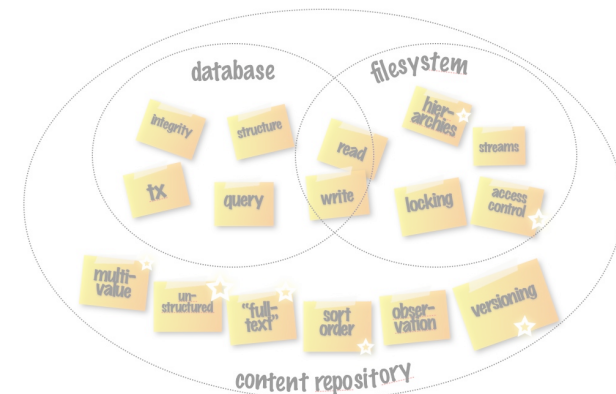 database
filesystem
integrity
structure
read
hier-
archies
streams
tx
query
write
locking
access
control
multi-
value
un-
structured
"full-
text"
sort
order
obser-
vation
versioning
content repository